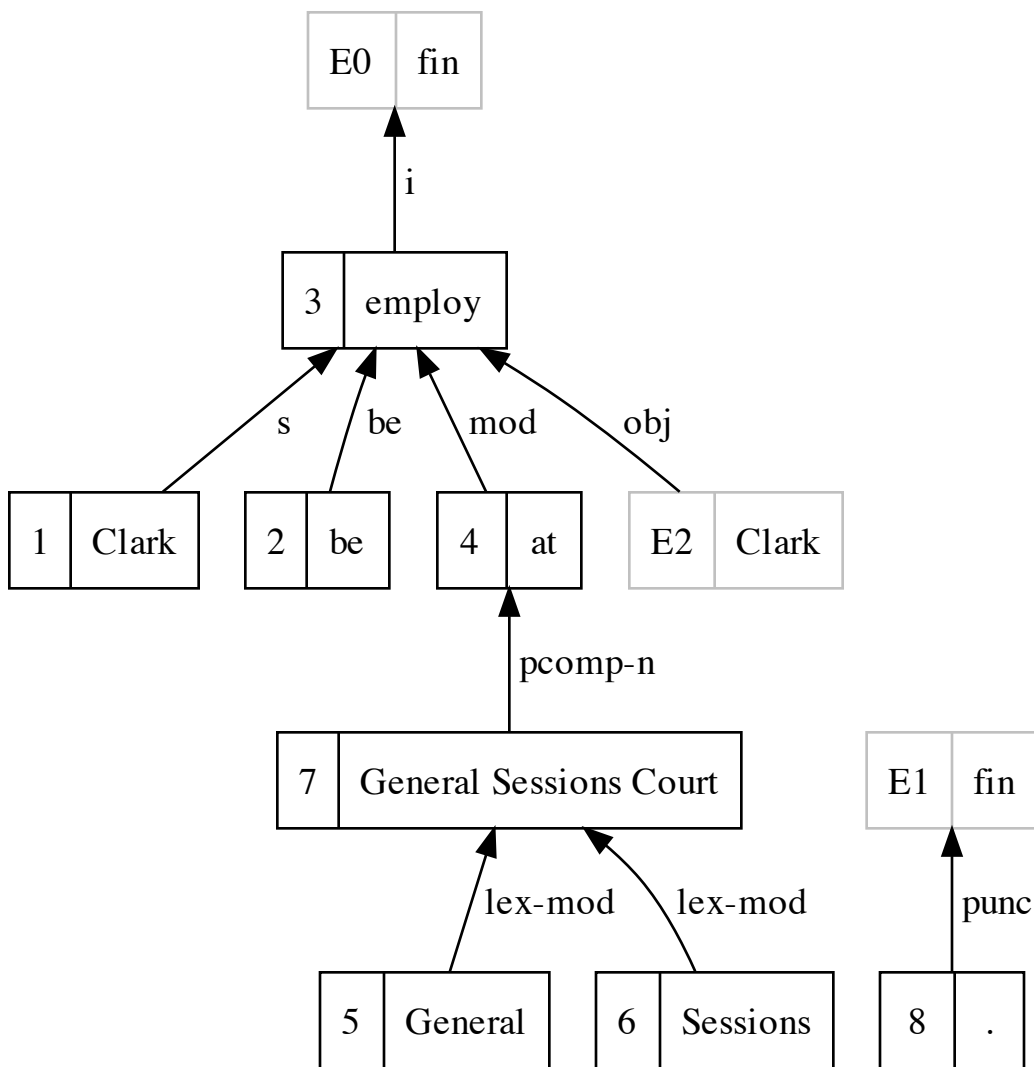 E0 fin
i
3 employ
s be mod obj
1 Clark 2 be 4 at E2 Clark
pcomp-n
7 General Sessions Court E1 fin
lex-mod lex-mod punc
5 General 6 Sessions 8 .